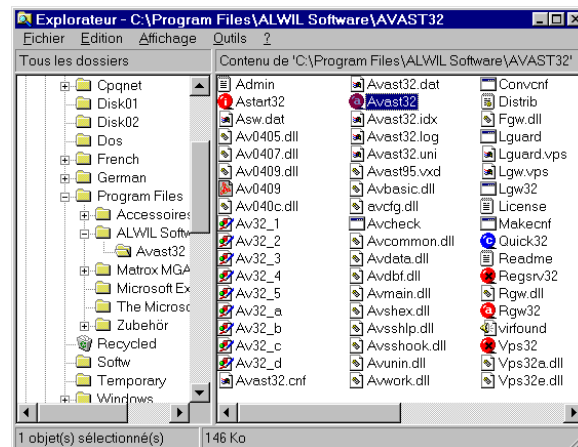 Explorateur - C:\Program Files\ALWIL Software\AVAST32
Fichier Edition Affichage Outils ?
Tous les dossiers
Contenu de 'C:\Program Files\ALWIL Software\AVAST32'
Cpqnet
Disk01
Disk02
Dos
French
German
Program Files
Accessoires
ALWIL Softw
Avast32
Matrox MGA
Microsoft Ex
The Microsc
Zubehör
Recycled
Softw
Temporary
Windows
Admin
Astart32
Asw.dat
Av0405.dll
Av0407.dll
Av0409.dll
Av0409
Av040c.dll
Av32_1
Av32_2
Av32_3
Av32_4
Av32_5
Av32_a
Av32_b
Av32_c
Av32_d
Avast32.cnf
Avast32.dat
Avast32
Avast32.idx
Avast32.log
Avast32.uni
Avast95.vxd
Avbasic.dll
avcfg.dll
Avcheck
Avcommon.dll
Avdata.dll
Avdbf.dll
Avmain.dll
Avshex.dll
Avsshlp.dll
Avsshook.dll
Avunin.dll
Avwork.dll
Convcnf
Distrib
Fgw.dll
Lguard
Lguard.vps
Lgw.vps
Lgw32
License
Makecnf
Quick32
Readme
Regsrv32
Rgw.dll
Rgw32
virfound
Vps32
Vps32a.dll
Vps32e.dll
1 objet(s) sélectionné(s)
146 Ko